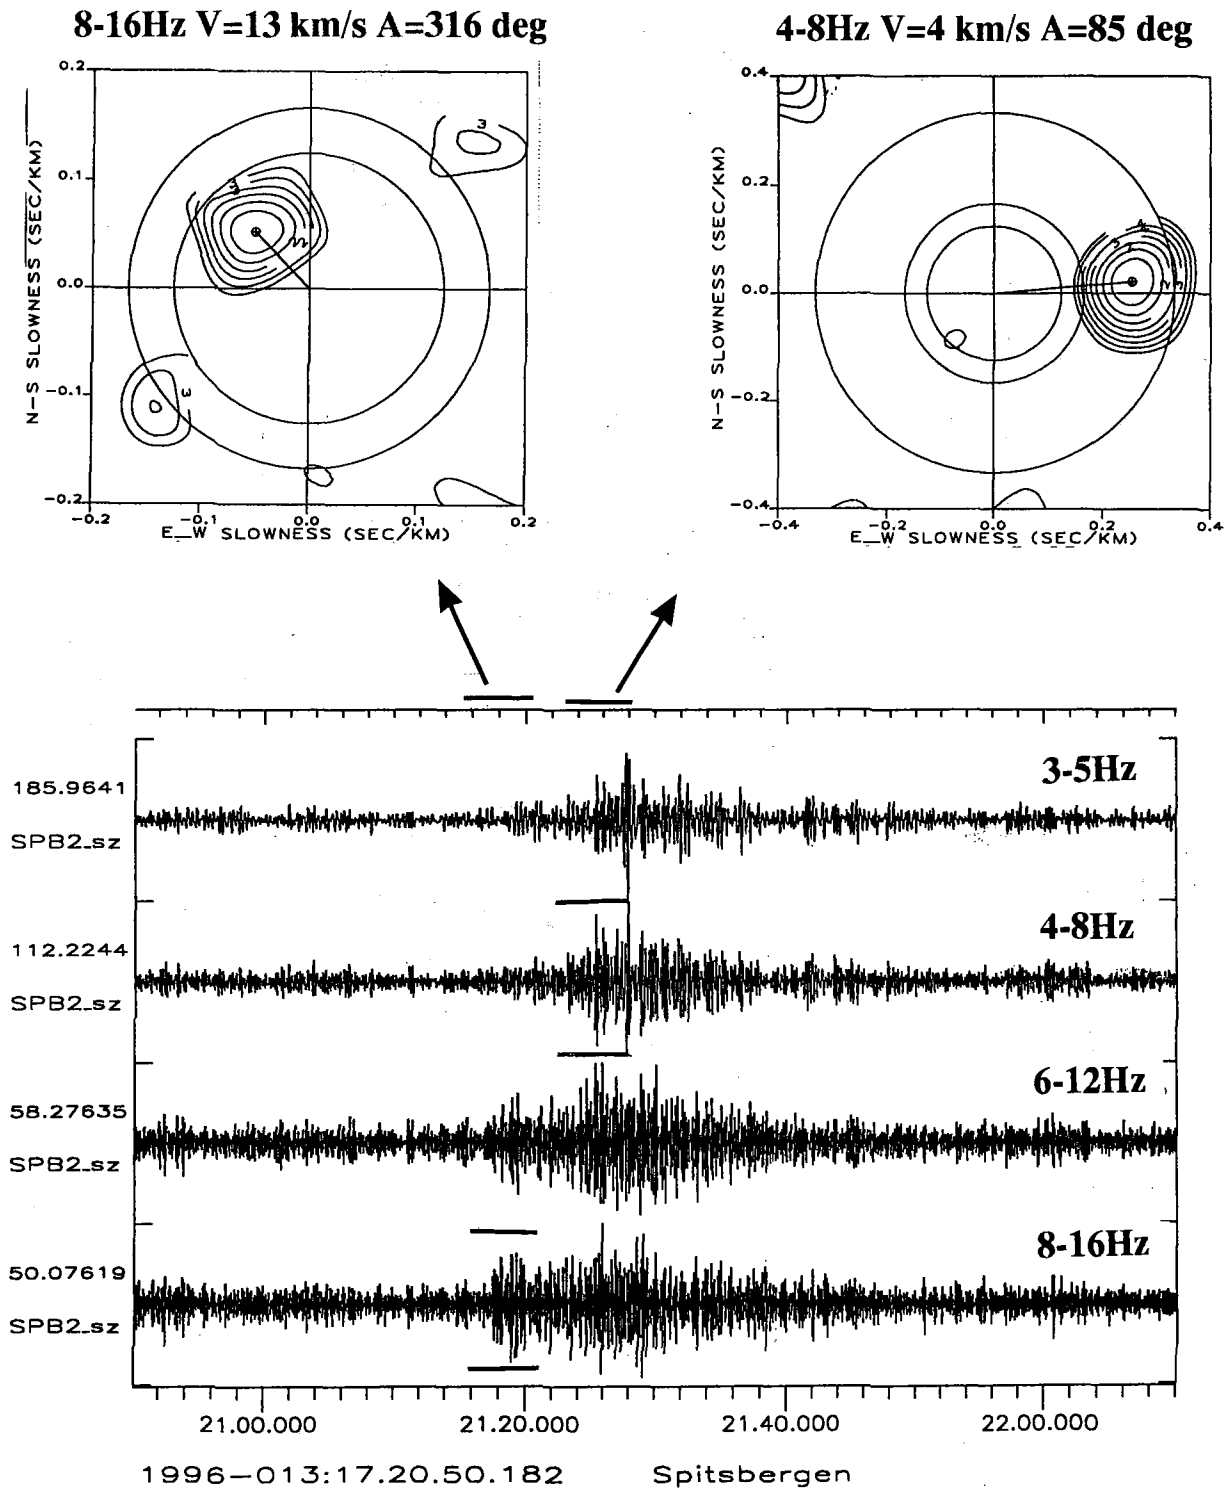 8-16Hz V=13 km/s A=316 deg
4-8Hz V=4 km/s A=85 deg
0.2
0.1
0.0
-0.1
-0.2
N-S SLOWNESS (SEC/KM)
-0.2
-0.1
0.0
0.1
0.2
E_W SLOWNESS (SEC/KM)
3
3
3
0.4
0.2
0.0
-0.2
-0.4
N-S SLOWNESS (SEC/KM)
-0.4
-0.2
0.0
0.2
0.4
E_W SLOWNESS (SEC/KM)
3-5Hz
185.9641
SPB2_sz
4-8Hz
112.2244
SPB2_sz
6-12Hz
58.27635
SPB2_sz
8-16Hz
50.07619
SPB2_sz
21.00.000
21.20.000
21.40.000
22.00.000
1996-013:17.20.50.182
Spitsbergen